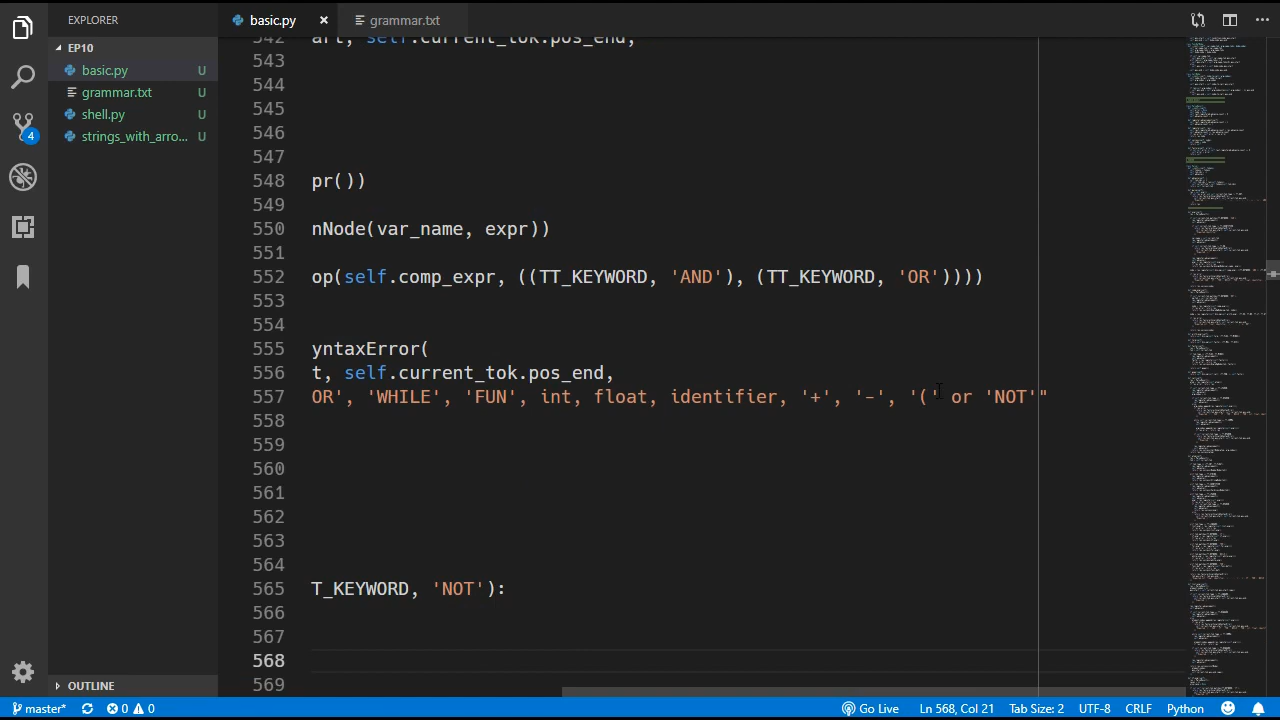 EXPLORER
EP10
basic.py U
grammar.txt U
shell.py U
strings_with_arro... U
OUTLINE
4
basic.py ×
grammar.txt
542 art, self.current_tok.pos_end,
543
544
545
546
547
548 pr())
549
550 nNode(var_name, expr))
551
552 op(self.comp_expr, ((TT_KEYWORD, 'AND'), (TT_KEYWORD, 'OR'))))
553
554
555 yntaxError(
556 t, self.current_tok.pos_end,
557 OR', 'WHILE', 'FUN', int, float, identifier, '+', '-', '(' or 'NOT'"
558
559
560
561
562
563
564
565 T_KEYWORD, 'NOT'):
566
567
568
569
master* 0 0 Go Live Ln 568, Col 21 Tab Size: 2 UTF-8 CRLF Python